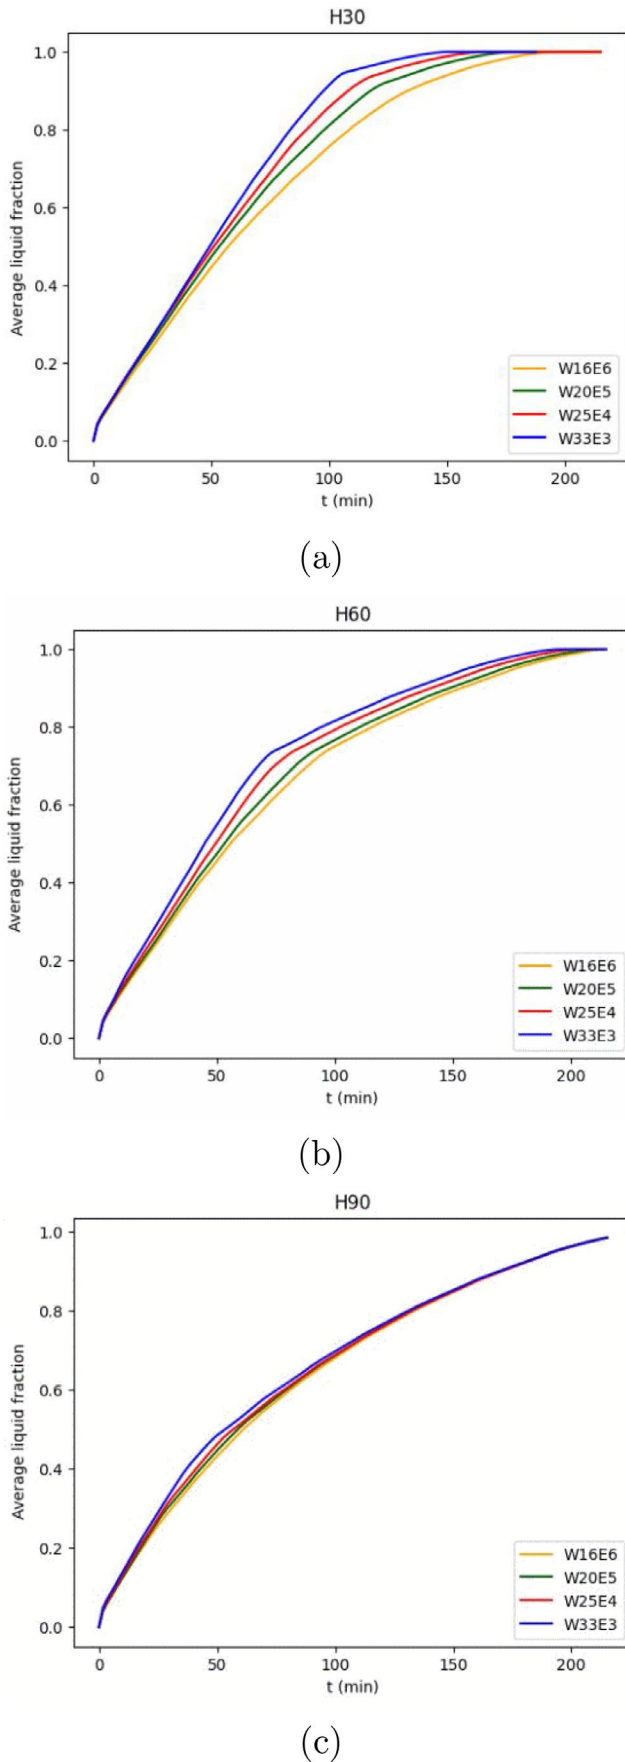 H30
1.0
0.8
0.6
0.4
0.2
0.0
Average liquid fraction
W16E6
W20E5
W25E4
W33E3
0 50 100 150 200
t (min)
(a)
H60
1.0
0.8
0.6
0.4
0.2
0.0
Average liquid fraction
W16E6
W20E5
W25E4
W33E3
0 50 100 150 200
t (min)
(b)
H90
1.0
0.8
0.6
0.4
0.2
0.0
Average liquid fraction
W16E6
W20E5
W25E4
W33E3
0 50 100 150 200
t (min)
(c)